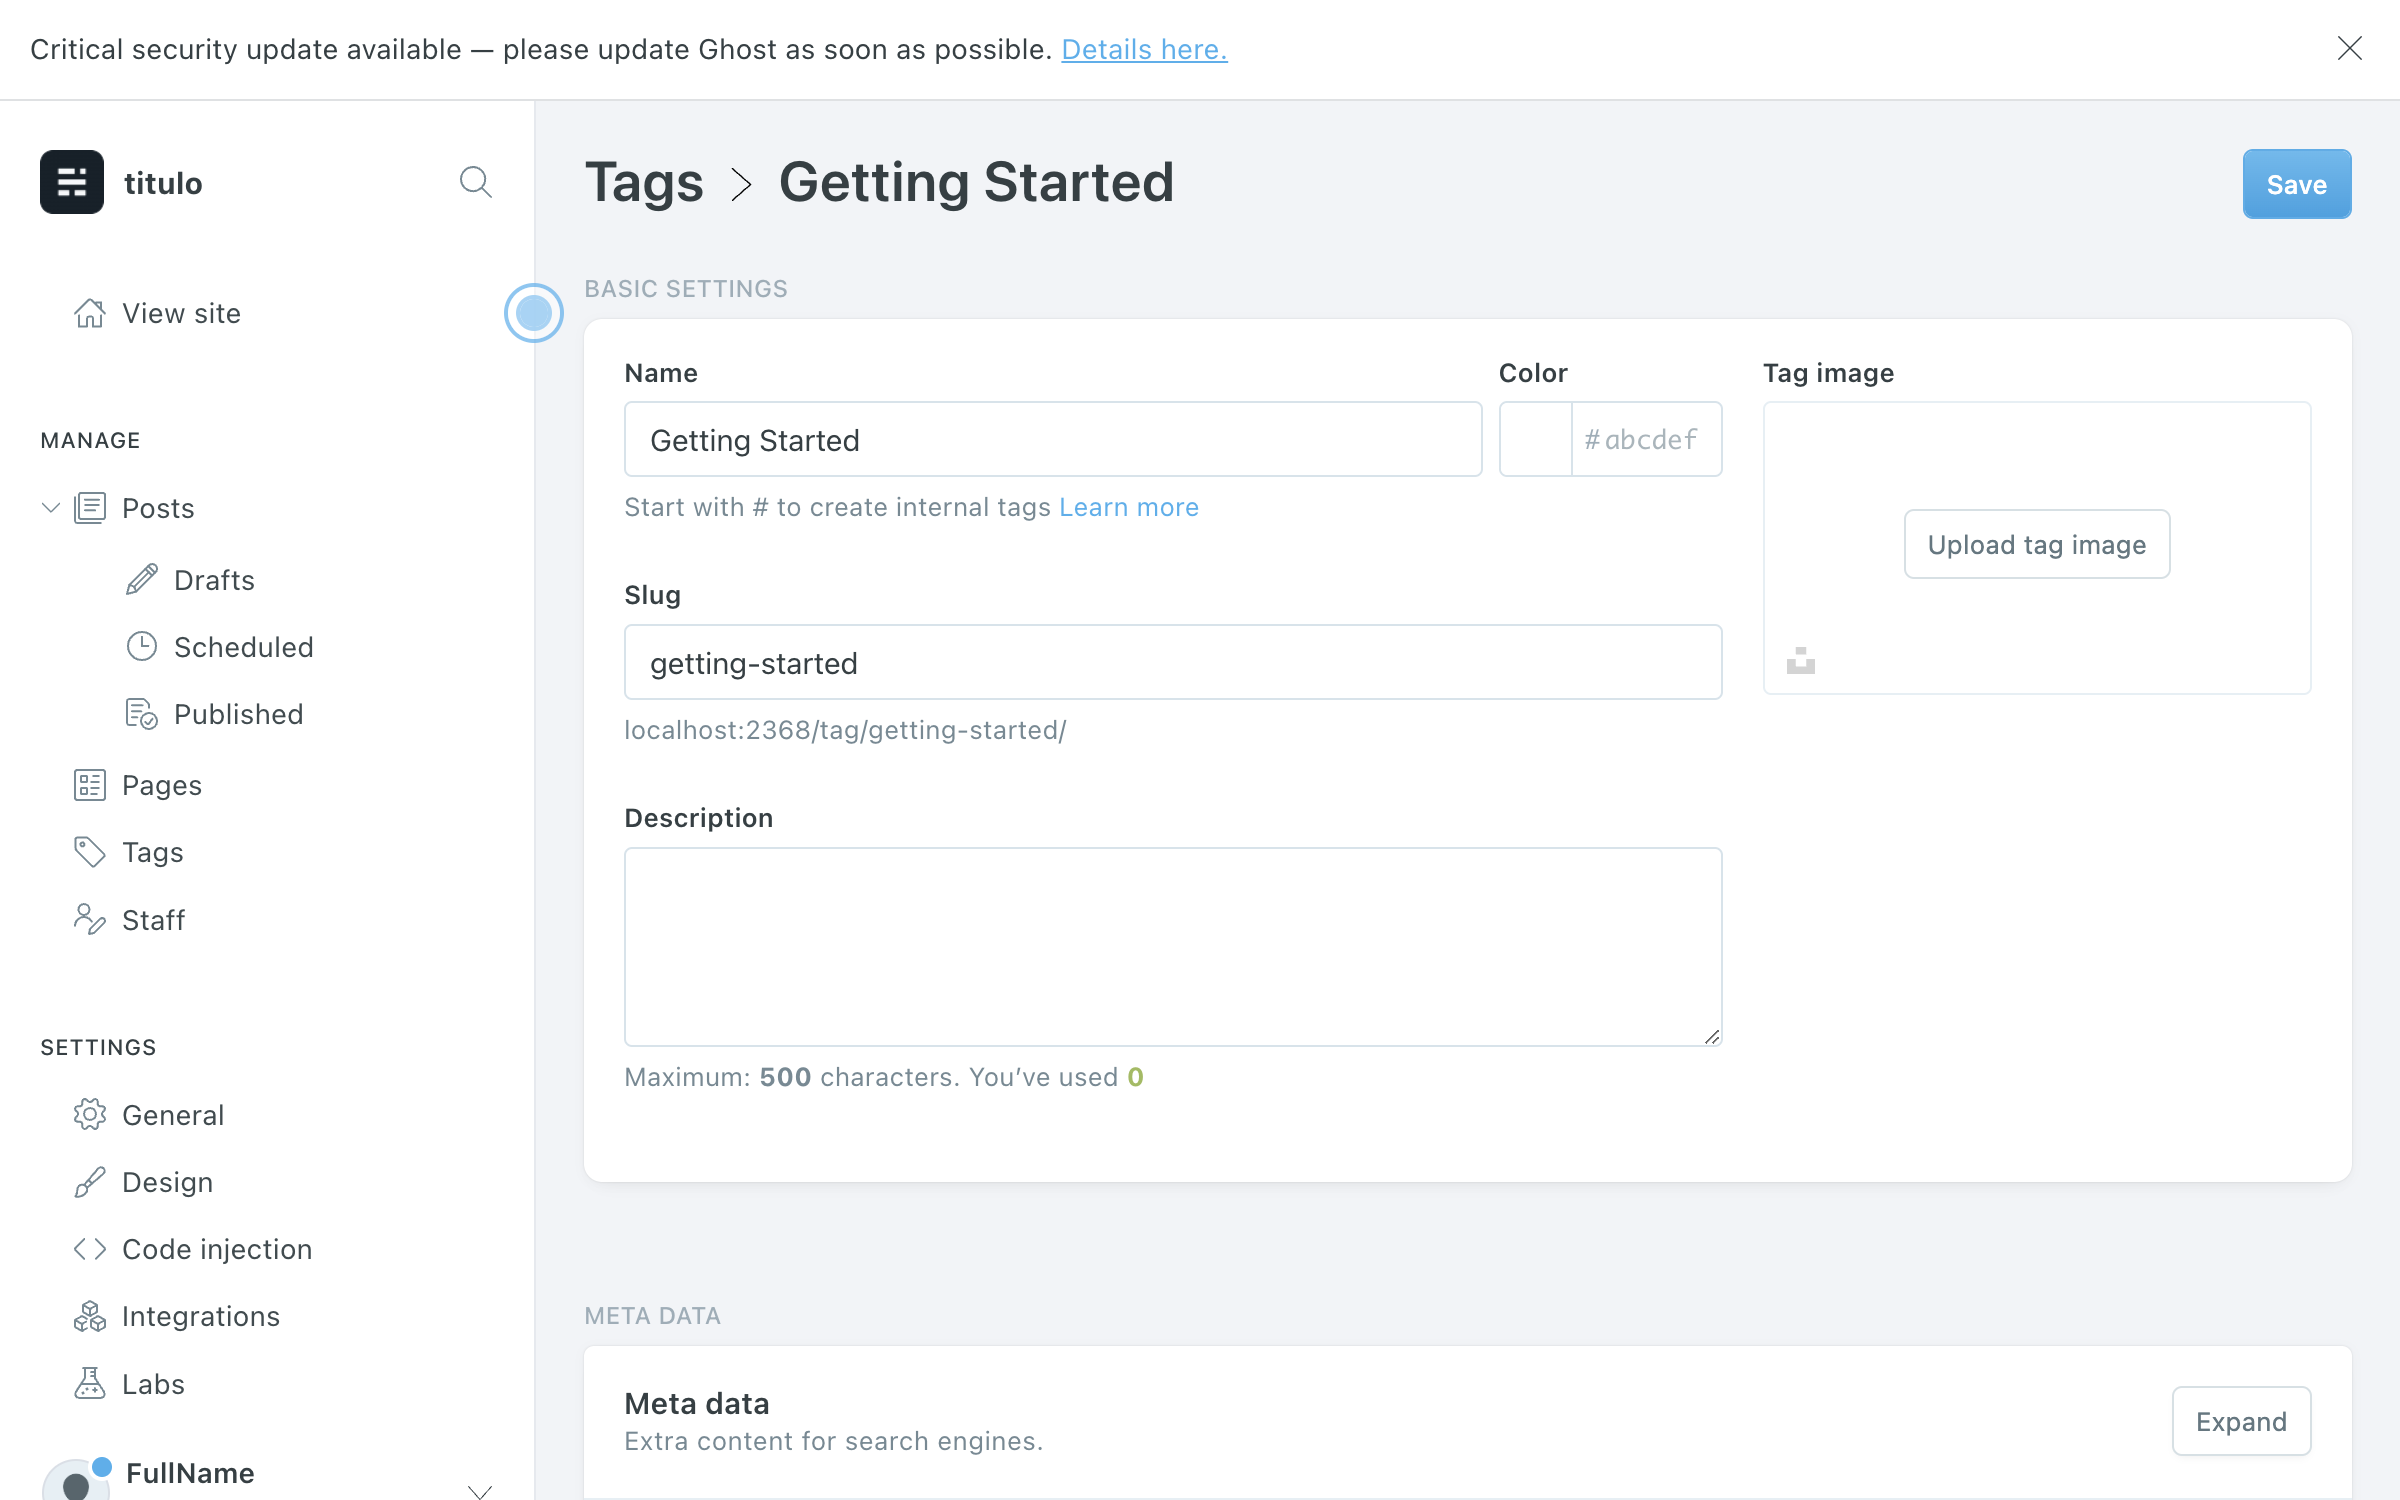 Critical security update available — please update Ghost as soon as possible. Details here.
titulo
View site
MANAGE
Posts
Drafts
Scheduled
Published
Pages
Tags
Staff
SETTINGS
General
Design
Code injection
Integrations
Labs
FullName
Tags > Getting Started
Save
BASIC SETTINGS
Name
Getting Started
Start with # to create internal tags Learn more
Color
#abcdef
Tag image
Upload tag image
Slug
getting-started
localhost:2368/tag/getting-started/
Description
Maximum: 500 characters. You’ve used 0
META DATA
Meta data
Extra content for search engines.
Expand